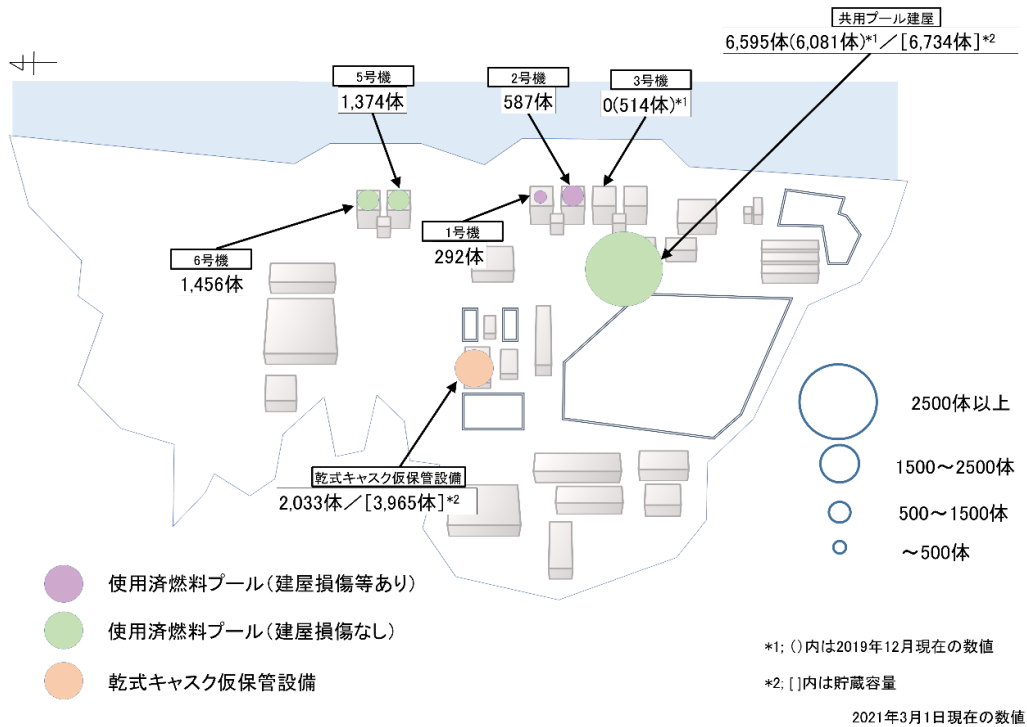 共用プール建屋
6,595体(6,081体)*1／[6,734体]*2
5号機
1,374体
2号機
587体
3号機
0(514体)*1
1号機
292体
6号機
1,456体
乾式キャスク仮保管設備
2,033体／[3,965体]*2
2500体以上
1500～2500体
500～1500体
～500体
使用済燃料プール(建屋損傷等あり)
使用済燃料プール(建屋損傷なし)
乾式キャスク仮保管設備
*1; ()内は2019年12月現在の数値
*2; [ ]内は貯蔵容量
2021年3月1日現在の数値